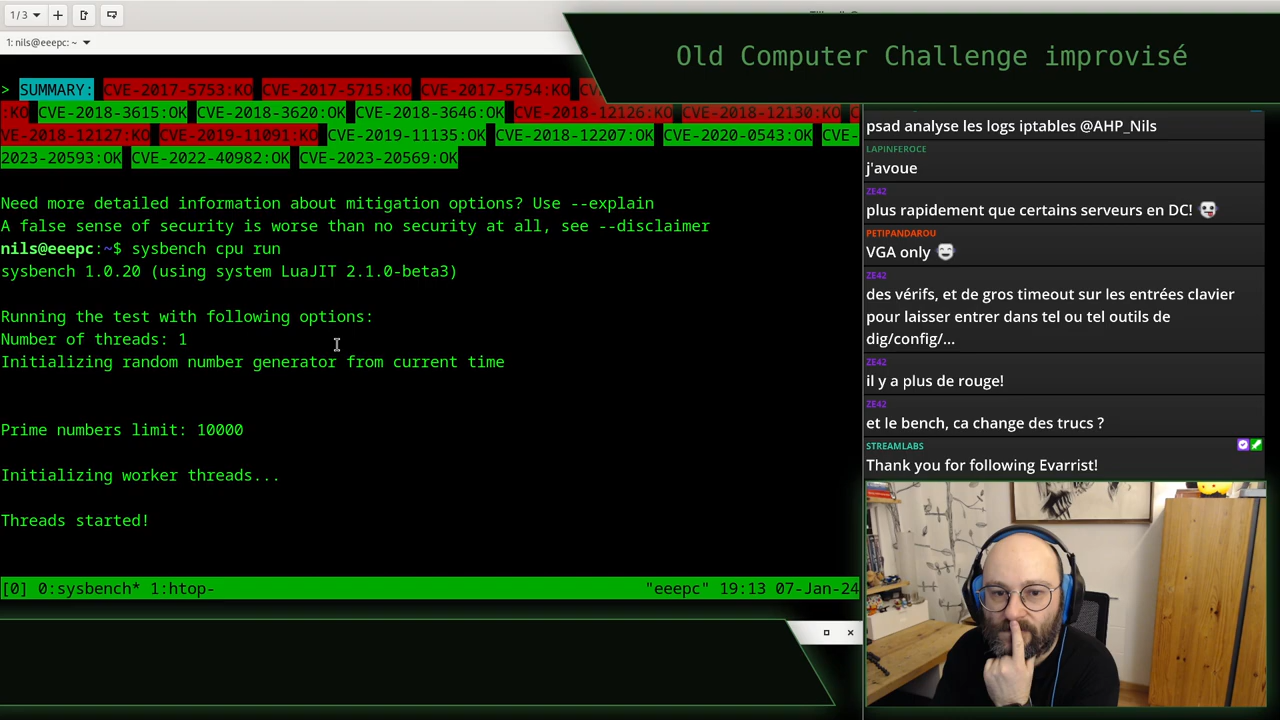 1/3
1: nils@eeepc: ~
Old Computer Challenge improvisé
> SUMMARY: CVE-2017-5753:KO CVE-2017-5715:KO CVE-2017-5754:KO
:KO CVE-2018-3615:OK CVE-2018-3620:OK CVE-2018-3646:OK CVE-2018-12126:KO CVE-2018-12130:KO C
VE-2018-12127:KO CVE-2019-11091:KO CVE-2019-11135:OK CVE-2018-12207:OK CVE-2020-0543:OK CVE-
2023-20593:OK CVE-2022-40982:OK CVE-2023-20569:OK
Need more detailed information about mitigation options? Use --explain
A false sense of security is worse than no security at all, see --disclaimer
nils@eeepc:~$ sysbench cpu run
sysbench 1.0.20 (using system LuaJIT 2.1.0-beta3)
Running the test with following options:
Number of threads: 1
Initializing random number generator from current time
Prime numbers limit: 10000
Initializing worker threads...
Threads started!
[0] 0:sysbench* 1:htop- "eeepc" 19:13 07-Jan-24
psad analyse les logs iptables @AHP_Nils
LAPINFEROCE
j'avoue
ZE42
plus rapidement que certains serveurs en DC!
PETIPANDAROU
VGA only
ZE42
des vérifs, et de gros timeout sur les entrées clavier
pour laisser entrer dans tel ou tel outils de
dig/config/...
ZE42
il y a plus de rouge!
ZE42
et le bench, ca change des trucs ?
STREAMLABS
Thank you for following Evarrist!